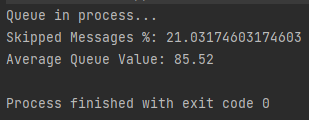 Queue in process...
Skipped Messages %: 21.03174603174603
Average Queue Value: 85.52
Process finished with exit code 0